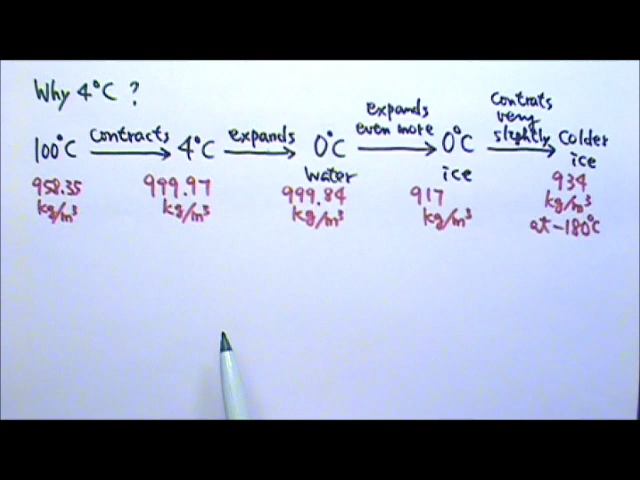 Why 4°C ?
100°C contracts 4°C expands 0°C water expands even more 0°C ice Contrats very slightly Colder ice
958.35 kg/m³ 999.97 kg/m³ 999.84 kg/m³ 917 kg/m³ 934 kg/m³ at -180°C